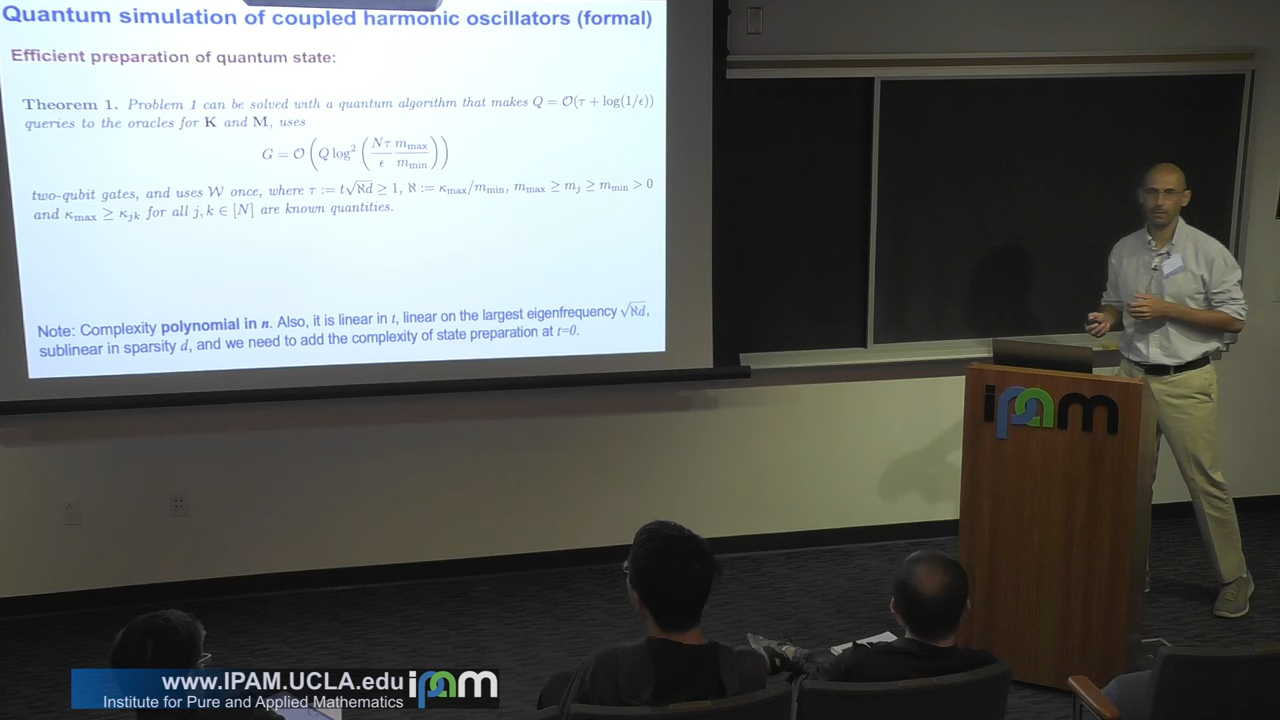 Quantum simulation of coupled harmonic oscillators (formal)
Efficient preparation of quantum state:
Theorem 1. Problem 1 can be solved with a quantum algorithm that makes Q = O(τ + log(1/ϵ))
queries to the oracles for K and M, uses
G = O(Q log²(Nτ/ϵ m_max/m_min))
two-qubit gates, and uses W once, where τ := t√(ℵd) ≥ 1, ℵ := κ_max/m_min, m_max ≥ m_j ≥ m_min > 0
and κ_max ≥ κ_jk for all j, k ∈ [N] are known quantities.
Note: Complexity polynomial in n. Also, it is linear in t, linear on the largest eigenfrequency √(ℵd),
sublinear in sparsity d, and we need to add the complexity of state preparation at t=0.
ipam
www.IPAM.UCLA.edu
ipam
Institute for Pure and Applied Mathematics